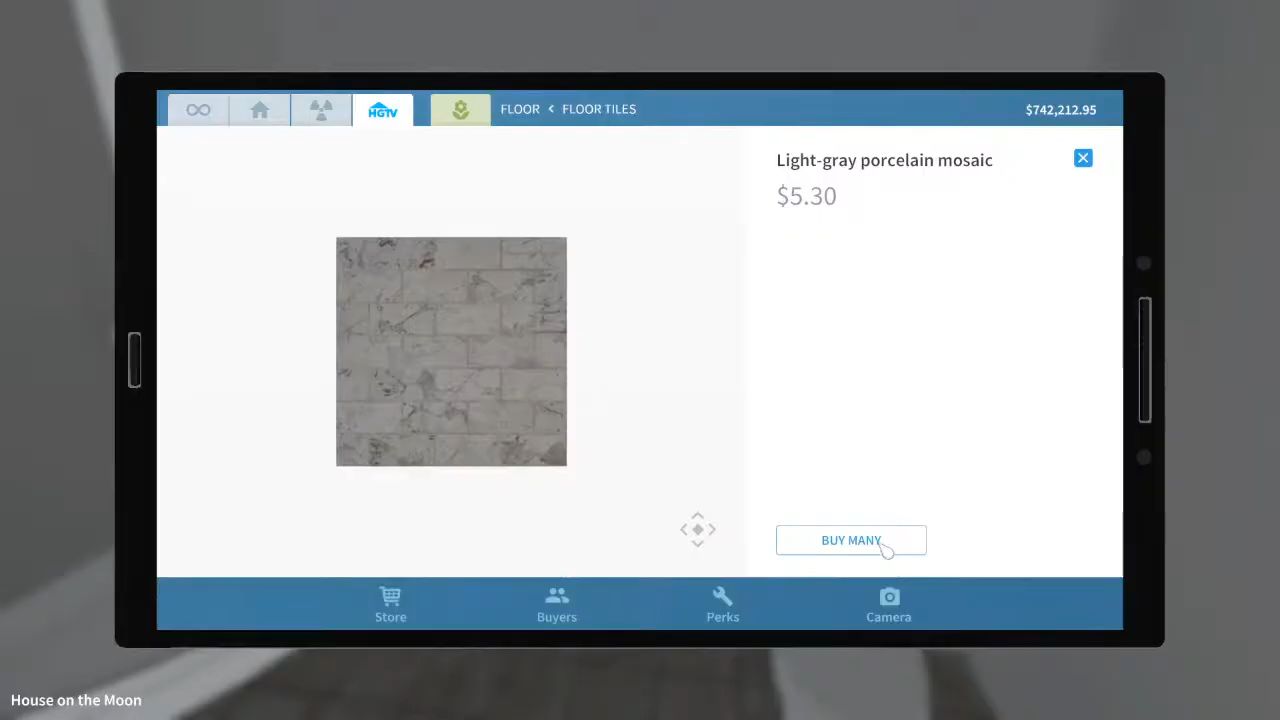 HGTV
FLOOR < FLOOR TILES
$742,212.95
Light-gray porcelain mosaic
$5.30
BUY MANY
Store
Buyers
Perks
Camera
House on the Moon